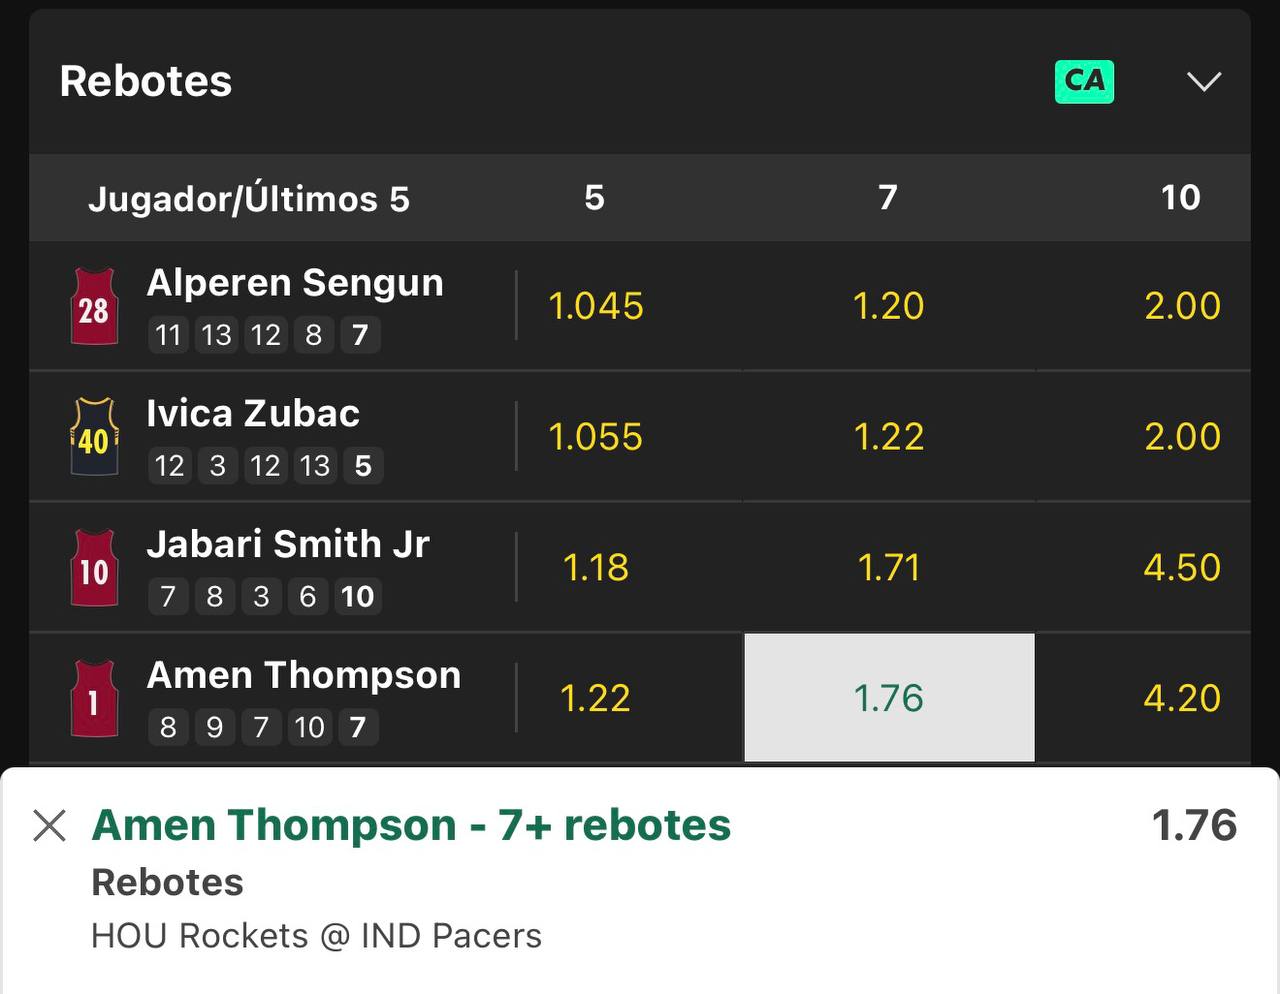 Rebotes CA
Jugador/Últimos 5 5 7 10
28 Alperen Sengun 1.045 1.20 2.00
11 13 12 8 7
40 Ivica Zubac 1.055 1.22 2.00
12 3 12 13 5
10 Jabari Smith Jr 1.18 1.71 4.50
7 8 3 6 10
1 Amen Thompson 1.22 1.76 4.20
8 9 7 10 7
Amen Thompson - 7+ rebotes 1.76
Rebotes
HOU Rockets @ IND Pacers